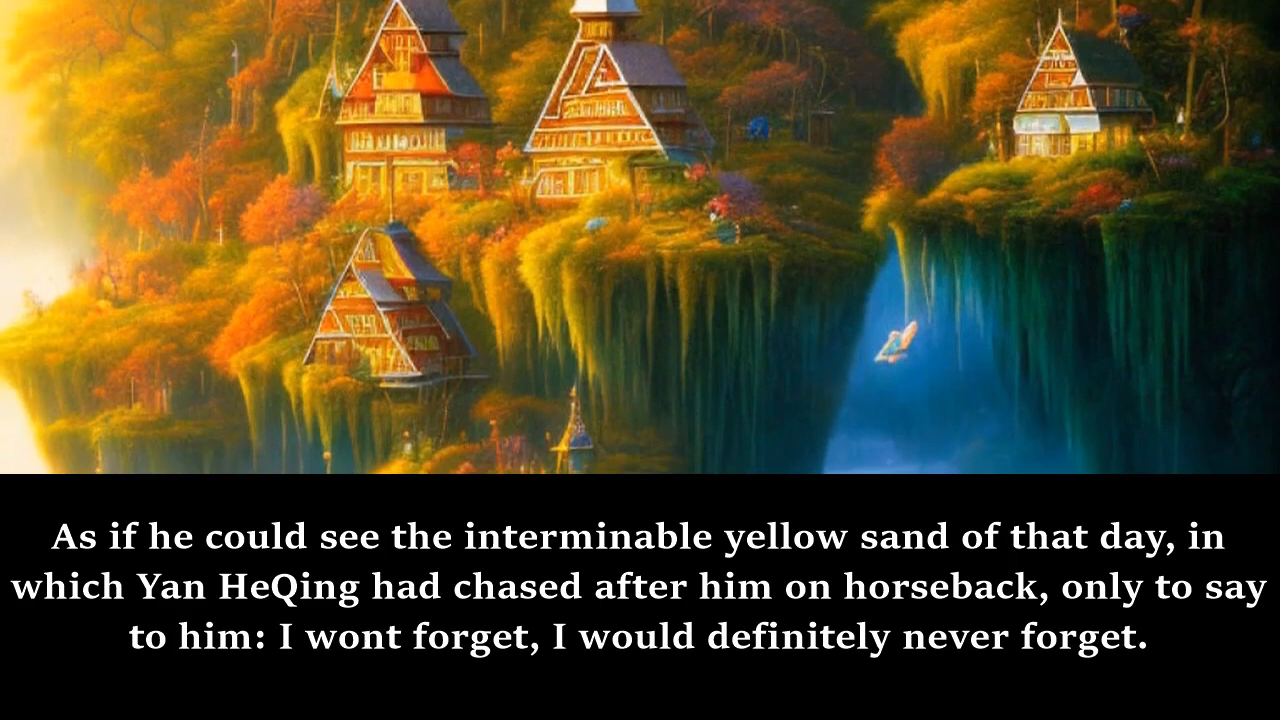 As if he could see the interminable yellow sand of that day, in
which Yan HeQing had chased after him on horseback, only to say
to him: I wont forget, I would definitely never forget.